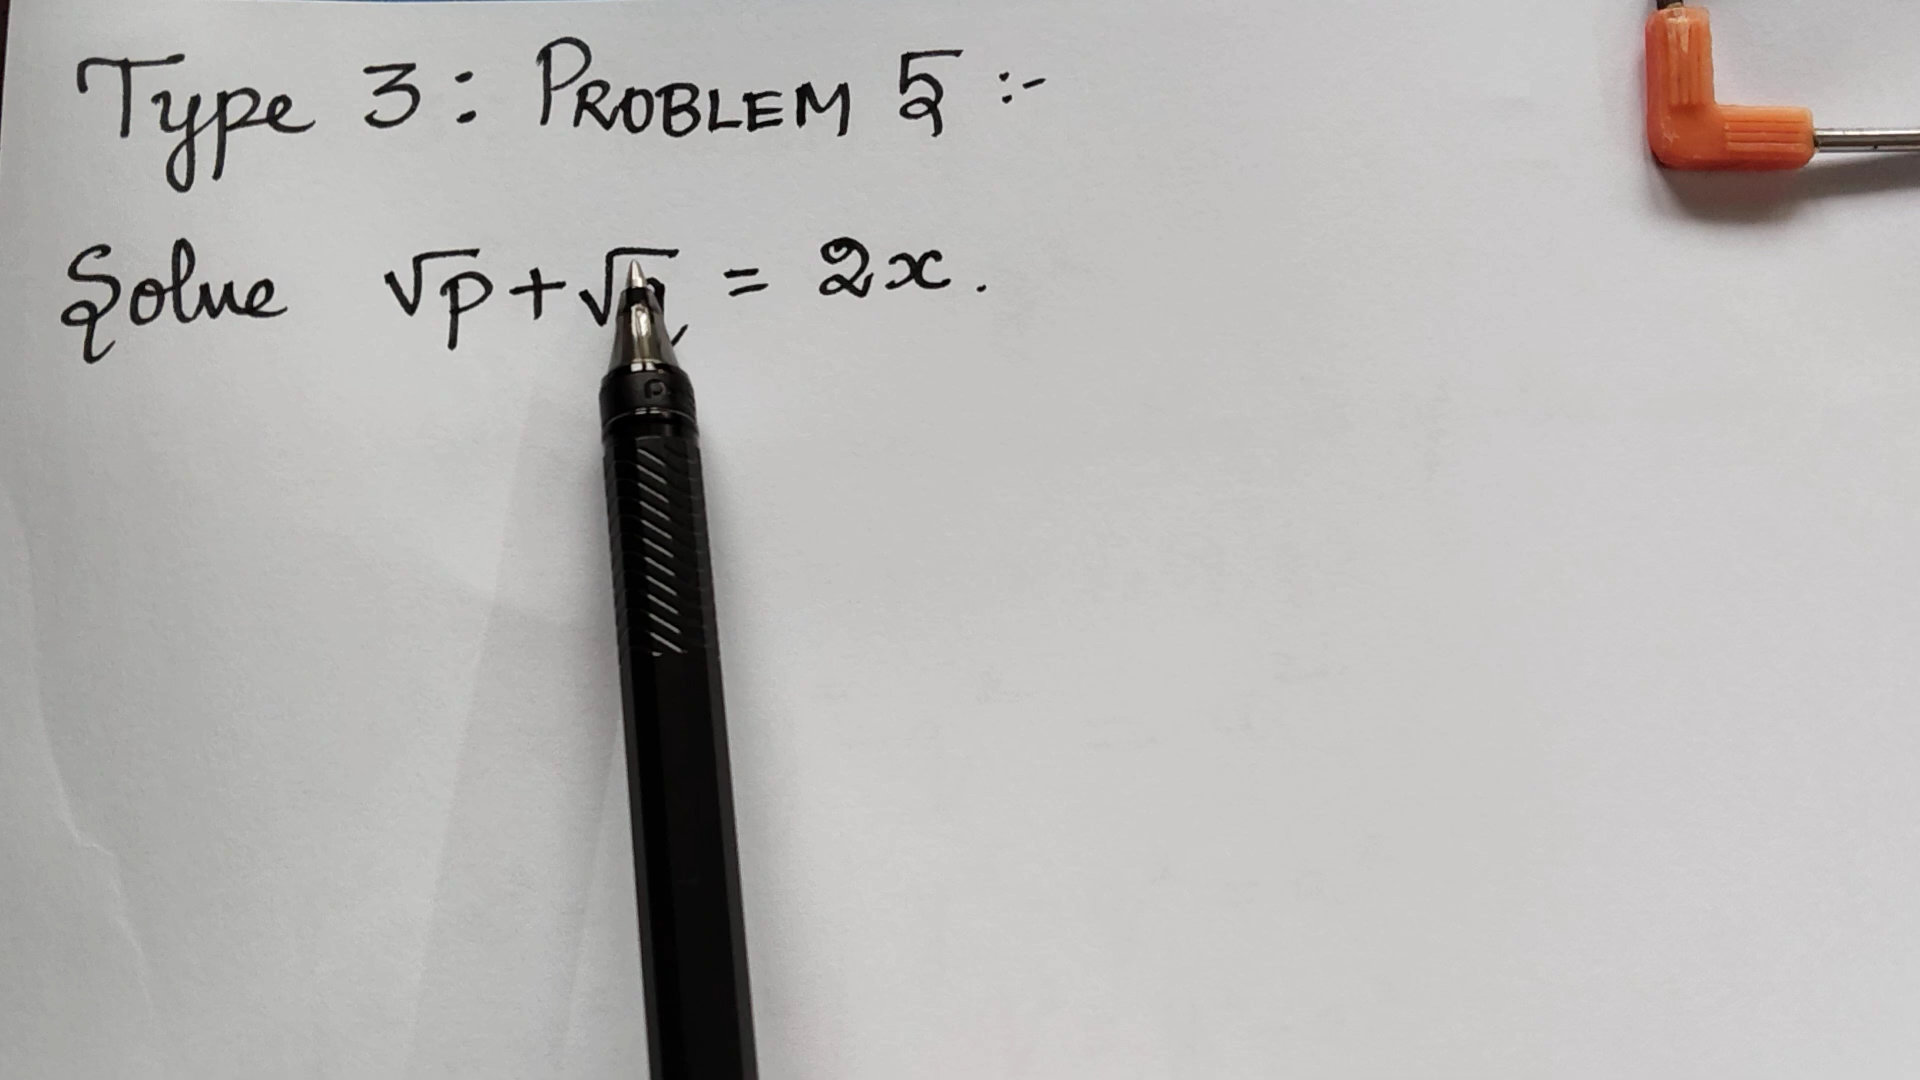 Type 3: PROBLEM 5 :-
Solve √p + √ = 2x.